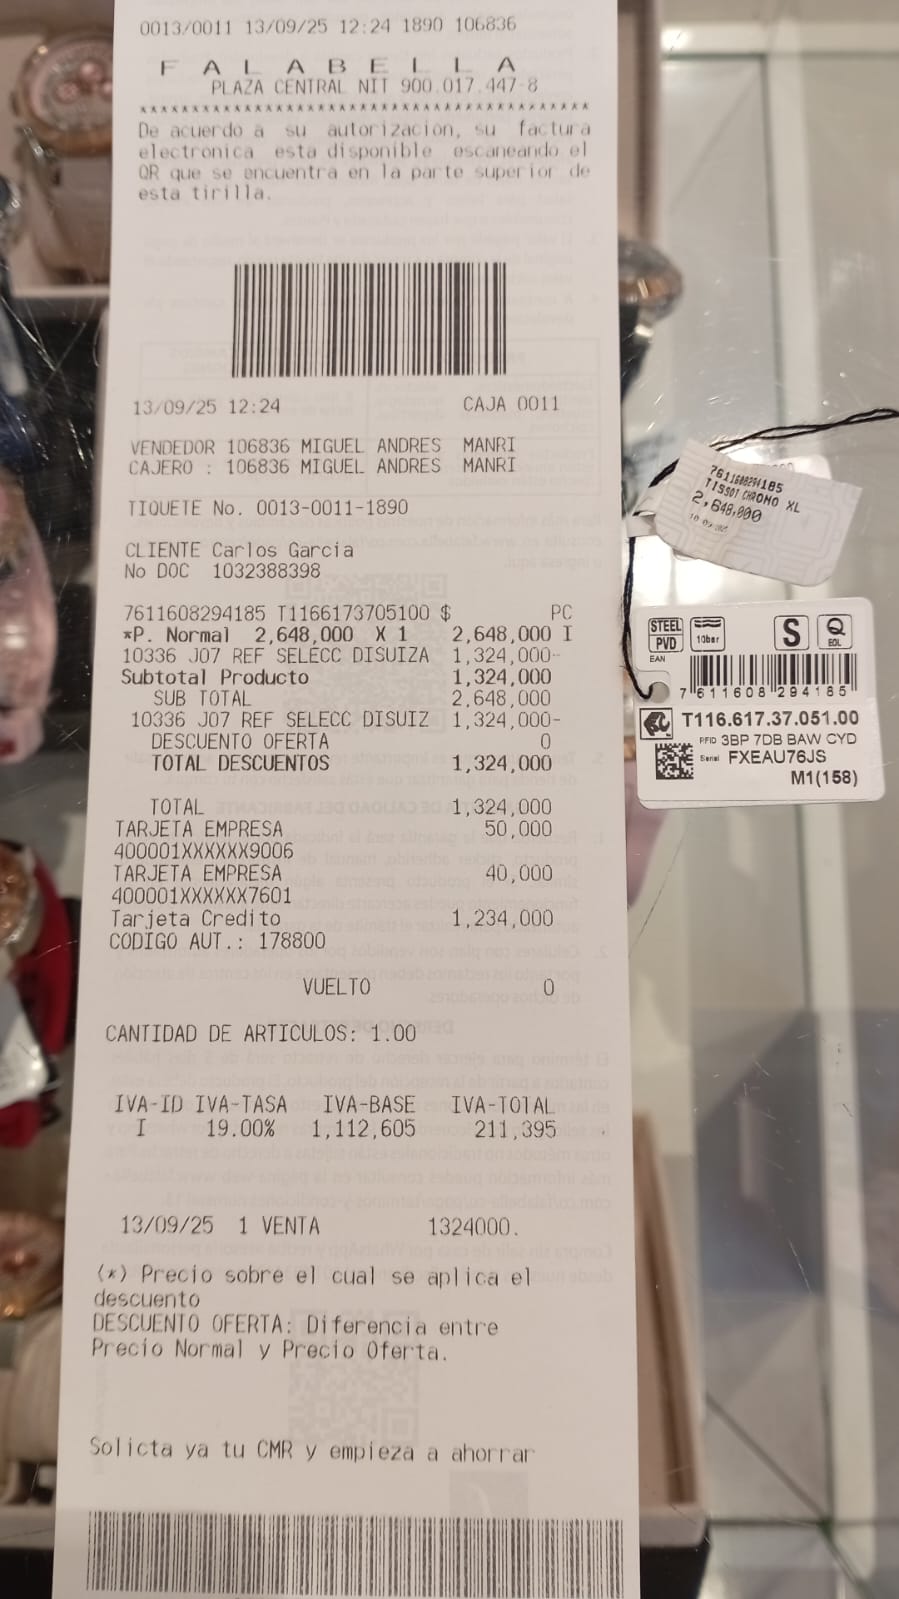 0013/0011 13/09/25 12:24 1890 106836
F A L A B E L L A
PLAZA CENTRAL NIT 900.017.447-8
****************************************
De acuerdo a su autorizacion, su factura
electronica esta disponible escaneando el
QR que se encuentra en la parte superior de
esta tirilla.
13/09/25 12:24 CAJA 0011
VENDEDOR 106836 MIGUEL ANDRES MANRI
CAJERO : 106836 MIGUEL ANDRES MANRI
TIQUETE No. 0013-0011-1890
CLIENTE Carlos Garcia
No DOC 1032388398
7611608294185 T1166173705100 $ PC
*P. Normal 2,648,000 X 1 2,648,000 I
10336 J07 REF SELECC DISUIZA 1,324,000-
Subtotal Producto 1,324,000
SUB TOTAL 2,648,000
10336 J07 REF SELECC DISUIZ 1,324,000-
DESCUENTO OFERTA 0
TOTAL DESCUENTOS 1,324,000
TOTAL 1,324,000
TARJETA EMPRESA 50,000
400001XXXXXX9006
TARJETA EMPRESA 40,000
400001XXXXXX7601
Tarjeta Credito 1,234,000
CODIGO AUT.: 178800
VUELTO 0
CANTIDAD DE ARTICULOS: 1.00
IVA-ID IVA-TASA IVA-BASE IVA-TOTAL
I 19.00% 1,112,605 211,395
13/09/25 1 VENTA 1324000.
(*) Precio sobre el cual se aplica el
descuento
DESCUENTO OFERTA: Diferencia entre
Precio Normal y Precio Oferta.
Solicta ya tu CMR y empieza a ahorrar
7611608294185
TISSOT CHRONO XL
2,648,000
STEEL
PVD
10bar
S
Q
EOL
EAN
7 611608 294185
T116.617.37.051.00
PFID 3BP 7DB BAW CYD
Serial FXEAU76JS
M1(158)